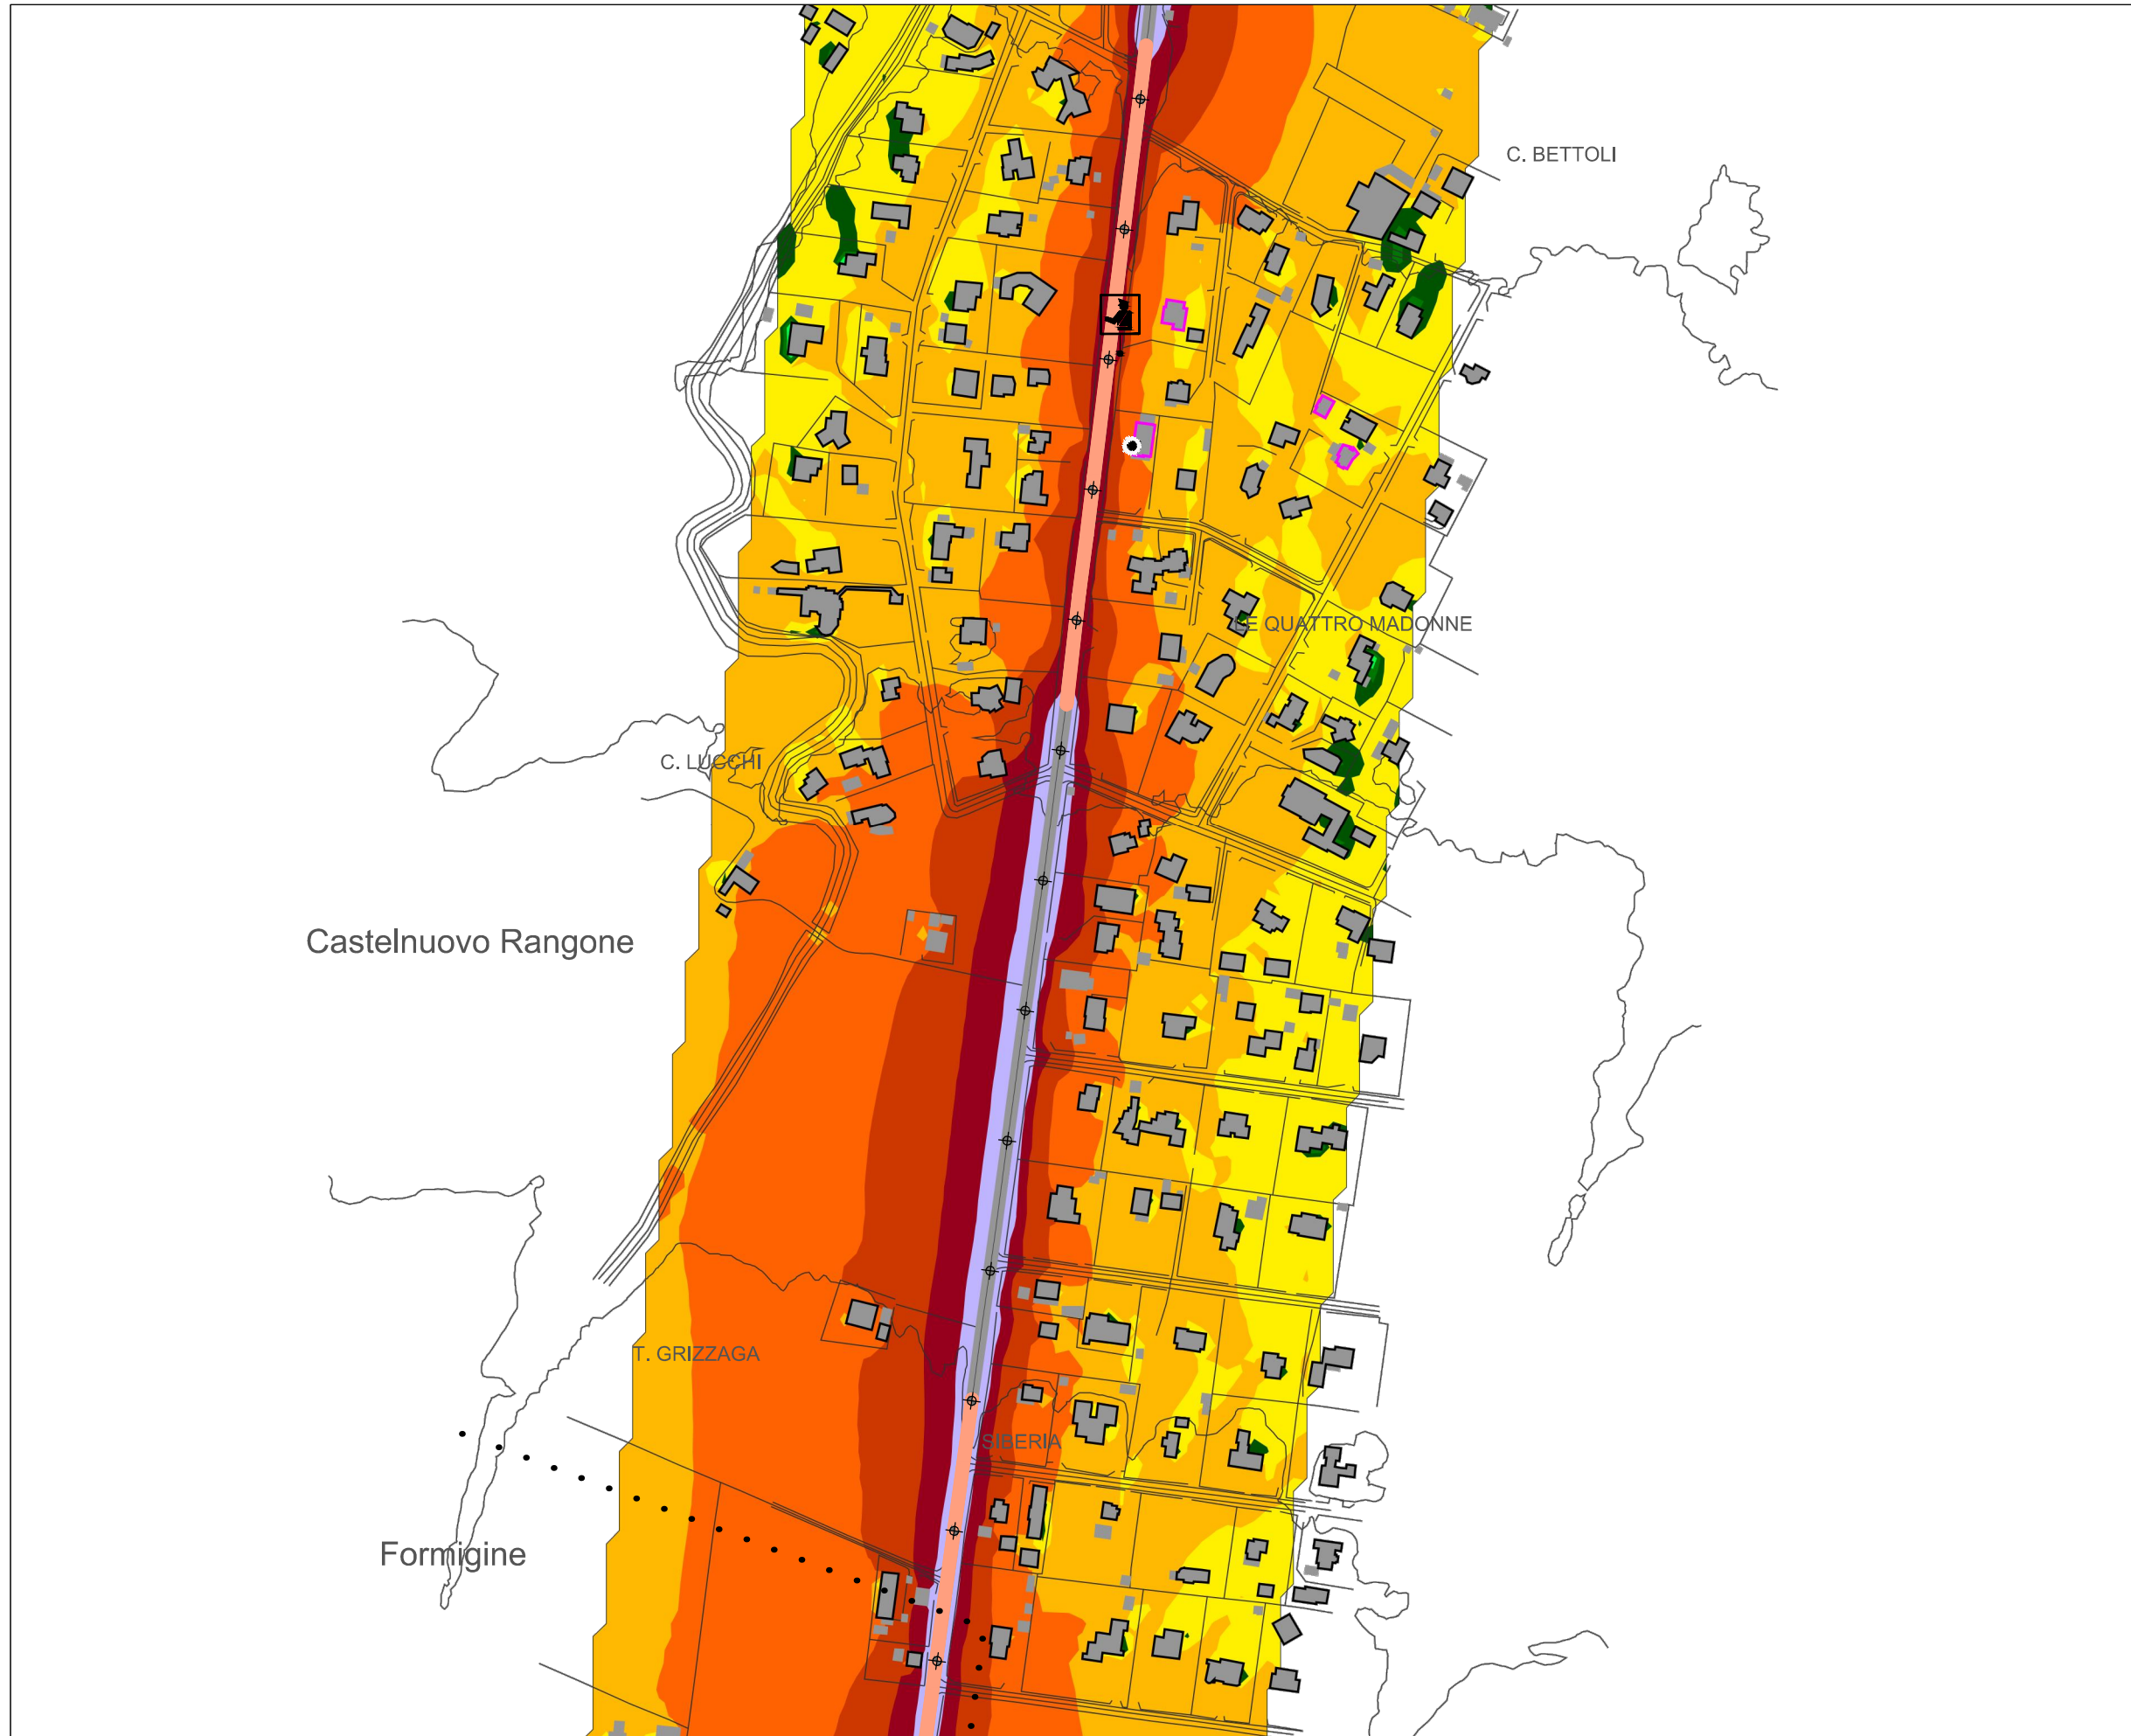 C. BETTOLI
LE QUATTRO MADONNE
C. LUCCHI
Castelnuovo Rangone
T. GRIZZAGA
SIBERIA
Formigine